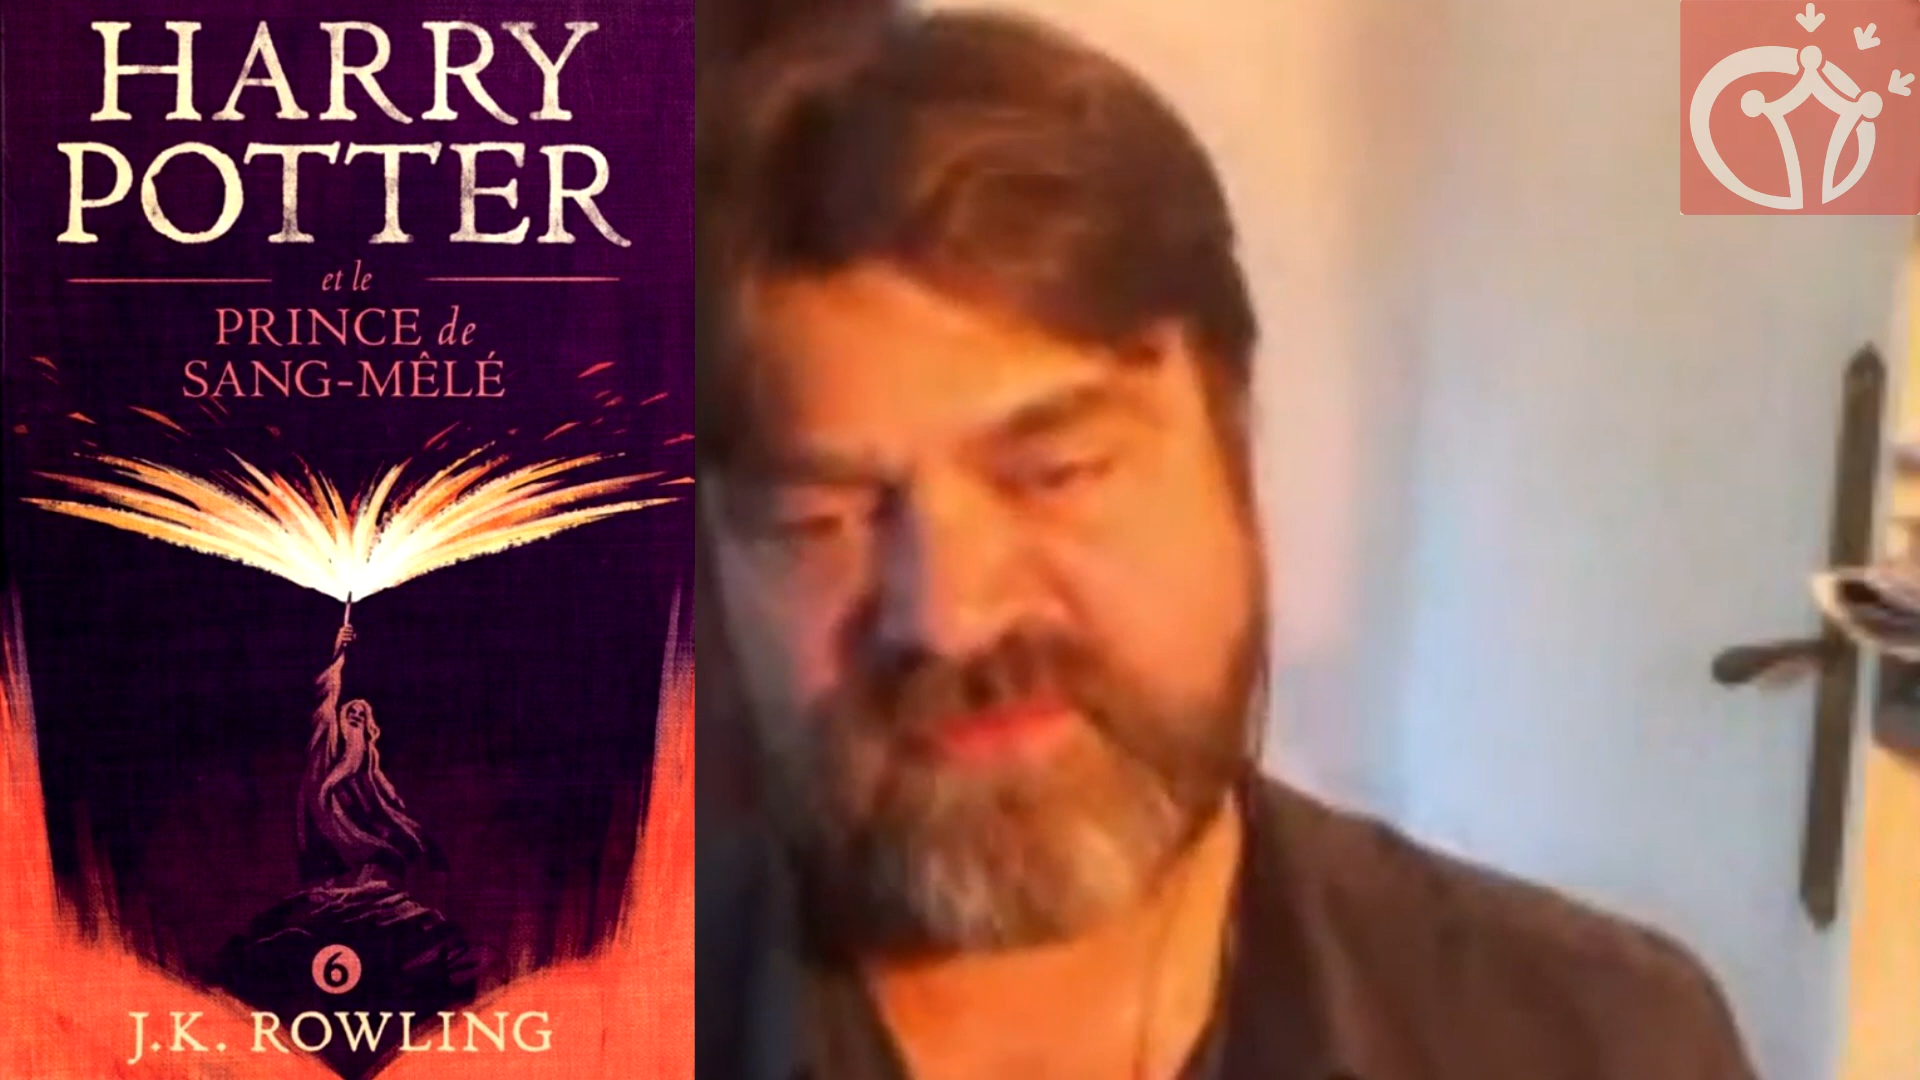 HARRY
POTTER
et le
PRINCE de
SANG-MÊLÉ
6
J.K. ROWLING